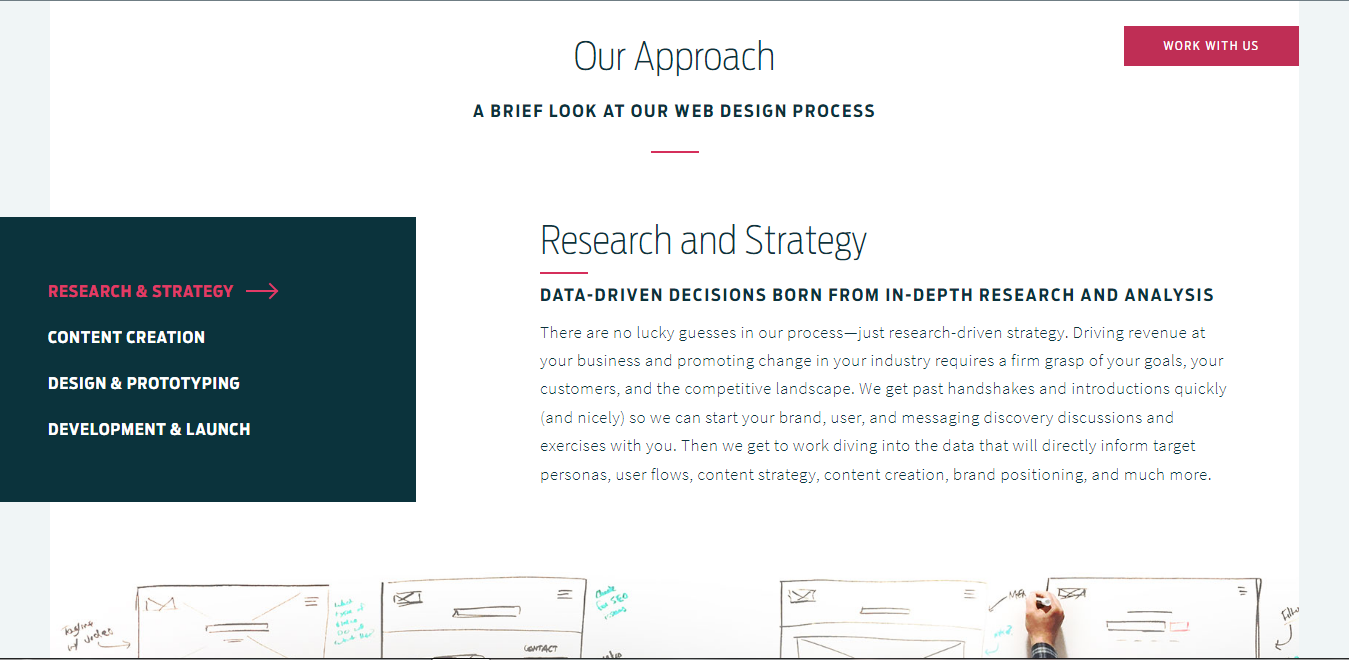 Our Approach
WORK WITH US
A BRIEF LOOK AT OUR WEB DESIGN PROCESS
RESEARCH & STRATEGY
CONTENT CREATION
DESIGN & PROTOTYPING
DEVELOPMENT & LAUNCH
Research and Strategy
DATA-DRIVEN DECISIONS BORN FROM IN-DEPTH RESEARCH AND ANALYSIS
There are no lucky guesses in our process—just research-driven strategy. Driving revenue at
your business and promoting change in your industry requires a firm grasp of your goals, your
customers, and the competitive landscape. We get past handshakes and introductions quickly
(and nicely) so we can start your brand, user, and messaging discovery discussions and
exercises with you. Then we get to work diving into the data that will directly inform target
personas, user flows, content strategy, content creation, brand positioning, and much more.
Tagline
CONTACT